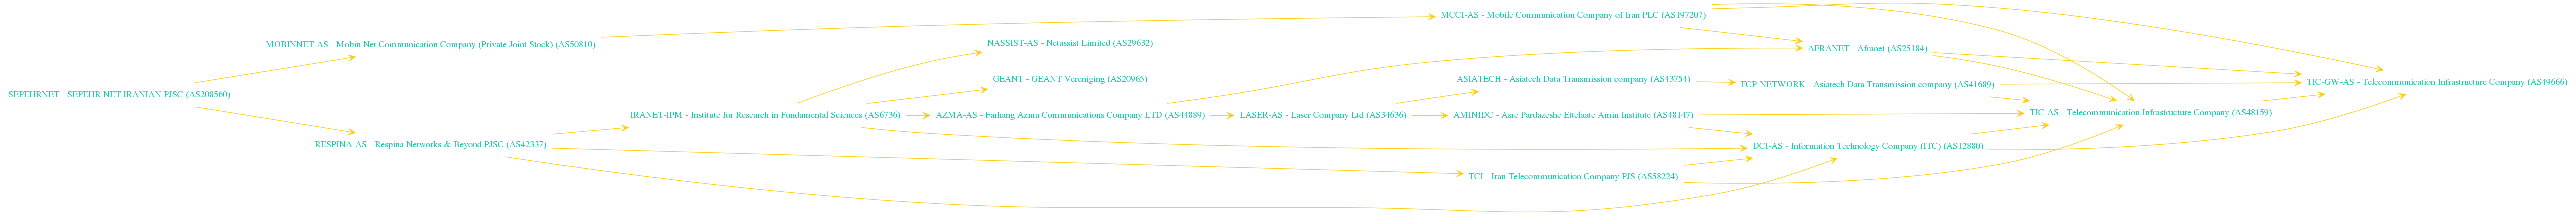 SEPEHRNET - SEPEHR NET IRANIAN PJSC (AS208560)
MOBINNET-AS - Mobin Net Communication Company (Private Joint Stock) (AS50810)
RESPINA-AS - Respina Networks & Beyond PJSC (AS42337)
IRANET-IPM - Institute for Research in Fundamental Sciences (AS6736)
NASSIST-AS - Netassist Limited (AS29632)
GEANT - GEANT Vereniging (AS20965)
AZMA-AS - Farhang Azma Communications Company LTD (AS44889)
LASER-AS - Laser Company Ltd (AS34636)
MCCI-AS - Mobile Communication Company of Iran PLC (AS197207)
ASIATECH - Asiatech Data Transmission company (AS43754)
AMINIDC - Asre Pardazeshe Ettelaate Amin Institute (AS48147)
TCI - Iran Telecommunication Company PJS (AS58224)
AFRANET - Afranet (AS25184)
FCP-NETWORK - Asiatech Data Transmission company (AS41689)
DCI-AS - Information Technology Company (ITC) (AS12880)
TIC-AS - Telecommunication Infrastructure Company (AS48159)
TIC-GW-AS - Telecommunication Infrastructure Company (AS49666)